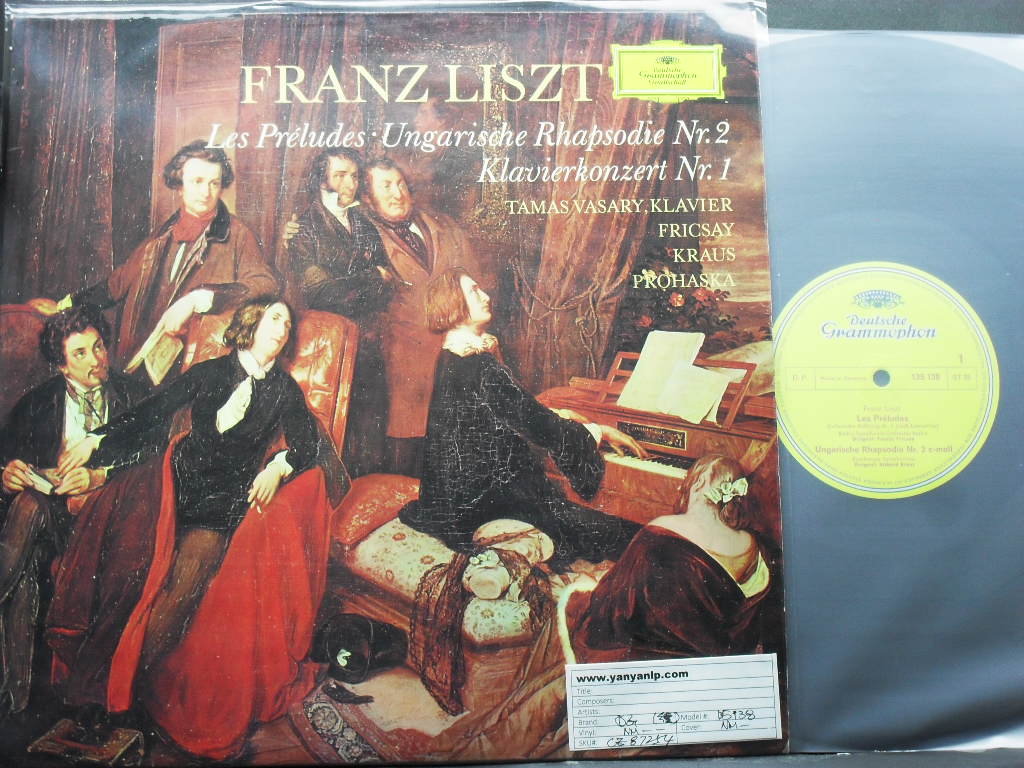 FRANZ LISZT
Deutsche
Grammophon
Gesellschaft
Les Préludes · Ungarische Rhapsodie Nr. 2
Klavierkonzert Nr. 1
TAMAS VASARY, KLAVIER
FRICSAY
KRAUS
PROHASKA
Deutsche
Grammophon
1
Franz Liszt
Les Préludes
Ungarische Rhapsodie Nr. 2 c-moll
www.yanyanlp.com
Title:
Composers:
Artists:
Brand: Model #:
Vinyl: NM - - Cover: NM -
SKU#: